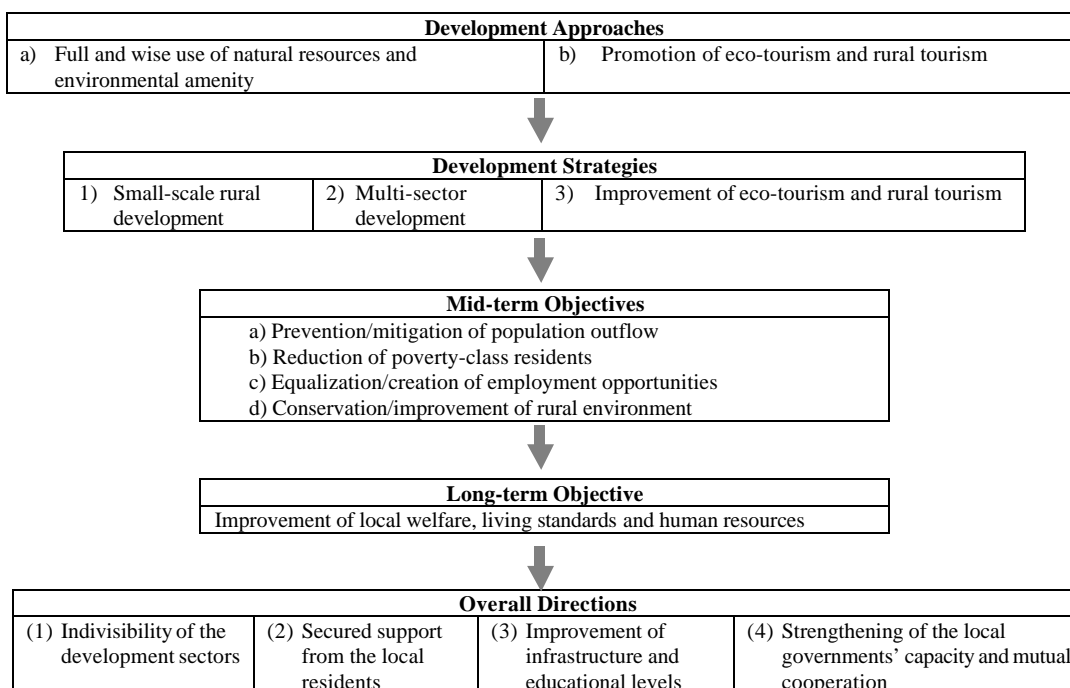 Development Approaches
a) Full and wise use of natural resources and
environmental amenity
b) Promotion of eco-tourism and rural tourism
Development Strategies
1) Small-scale rural
development
2) Multi-sector
development
3) Improvement of eco-tourism and rural tourism
Mid-term Objectives
a) Prevention/mitigation of population outflow
b) Reduction of poverty-class residents
c) Equalization/creation of employment opportunities
d) Conservation/improvement of rural environment
Long-term Objective
Improvement of local welfare, living standards and human resources
Overall Directions
(1) Indivisibility of the
development sectors
(2) Secured support
from the local
residents
(3) Improvement of
infrastructure and
educational levels
(4) Strengthening of the local
governments’ capacity and mutual
cooperation